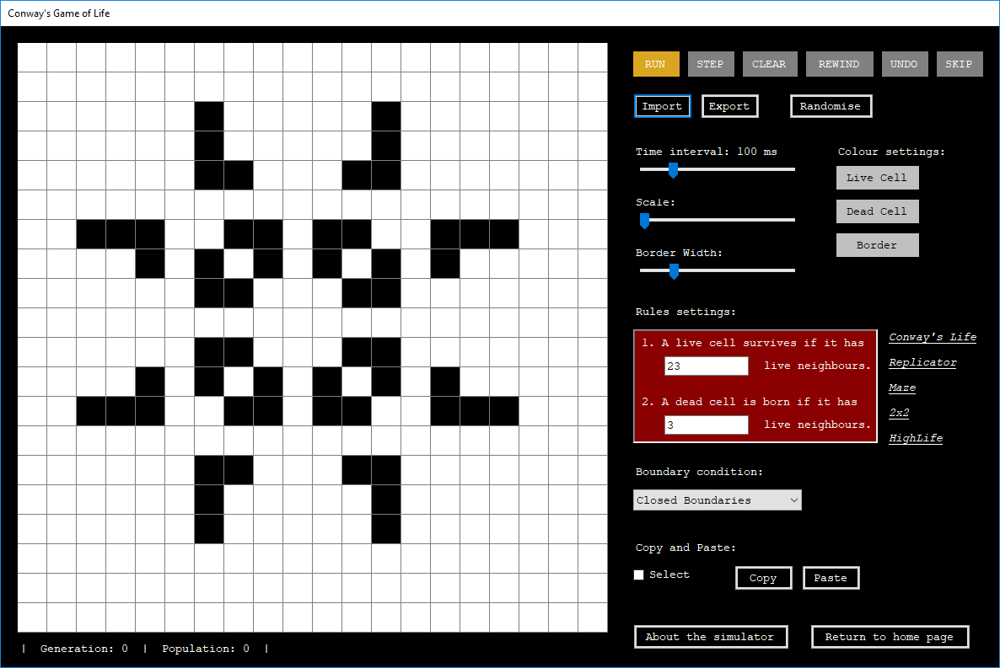 Conway's Game of Life
RUN STEP CLEAR REWIND UNDO SKIP
Import Export Randomise
Time interval: 100 ms Colour settings:
Live Cell
Scale:
Dead Cell
Border
Border Width:
Rules settings:
1. A live cell survives if it has
23 live neighbours.
2. A dead cell is born if it has
3 live neighbours.
Conway's Life
Replicator
Maze
2x2
HighLife
Boundary condition:
Closed Boundaries
Copy and Paste:
Select Copy Paste
About the simulator Return to home page
| Generation: 0 | Population: 0 |